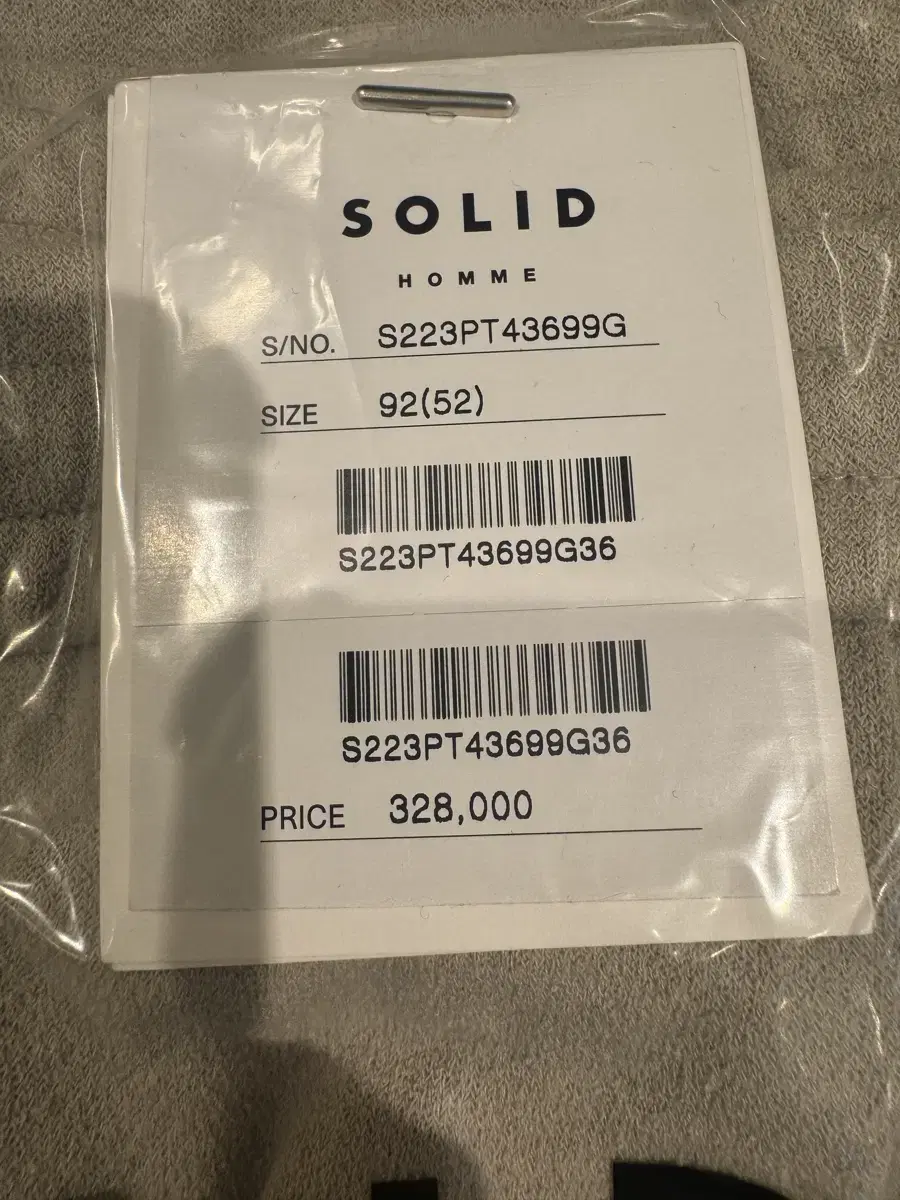 SOLID
HOMME
S/NO. S223PT43699G
SIZE 92(52)
S223PT43699G36
S223PT43699G36
PRICE 328,000